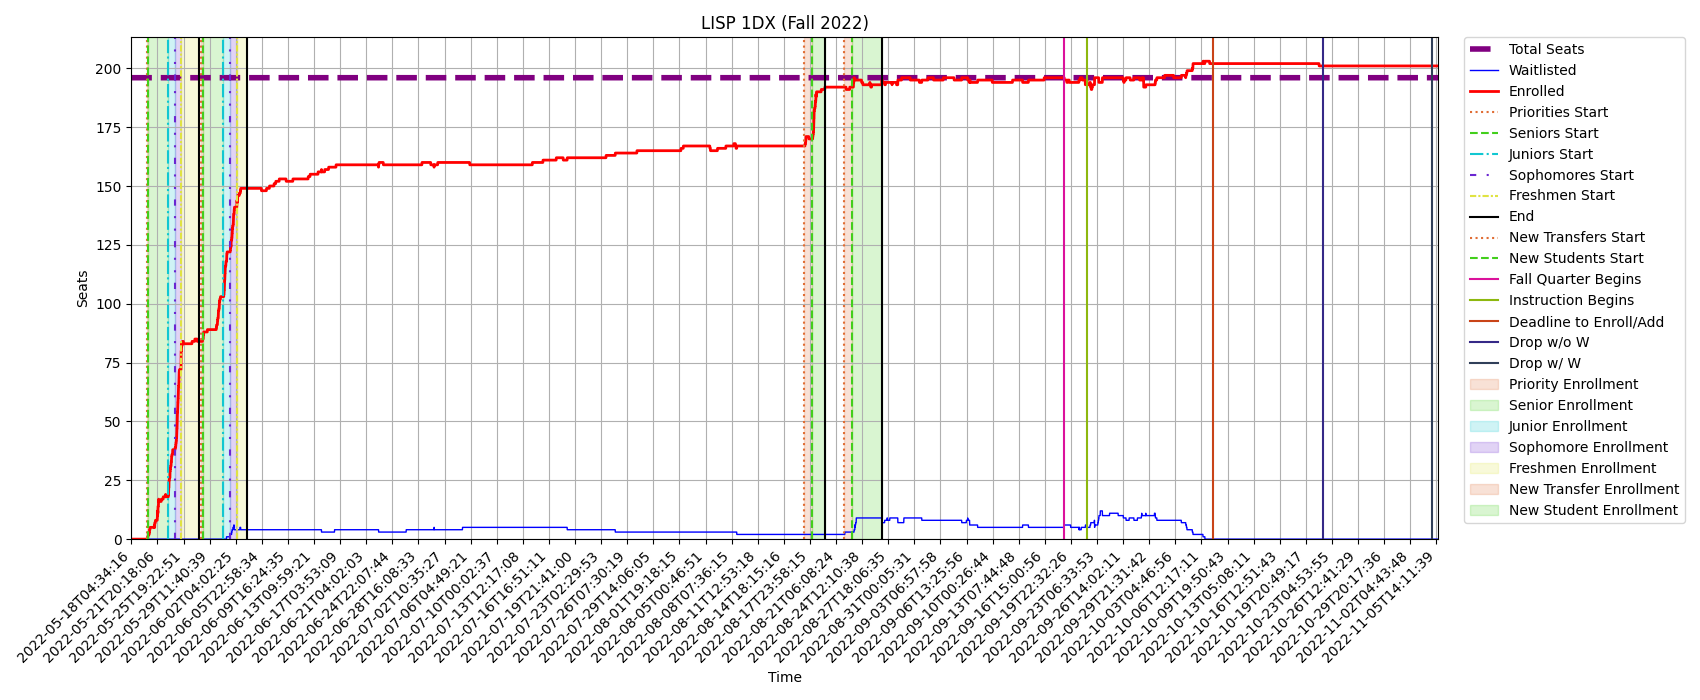 LISP 1DX (Fall 2022)
Seats
200
175
150
125
100
75
50
25
0
2022-05-18T04:34:16
2022-05-21T20:18:06
2022-05-25T19:22:51
2022-05-29T11:40:39
2022-06-02T04:02:25
2022-06-05T22:58:34
2022-06-09T16:24:35
2022-06-13T09:59:21
2022-06-17T03:53:09
2022-06-21T04:02:03
2022-06-24T22:07:44
2022-06-28T16:08:33
2022-07-02T10:35:27
2022-07-06T04:49:21
2022-07-10T00:02:37
2022-07-13T12:17:08
2022-07-16T16:51:11
2022-07-19T21:41:00
2022-07-23T02:29:53
2022-07-26T07:30:19
2022-07-29T14:06:05
2022-08-01T19:18:15
2022-08-05T00:46:51
2022-08-08T07:36:15
2022-08-11T12:53:18
2022-08-14T18:15:16
2022-08-17T23:58:15
2022-08-21T06:08:24
2022-08-24T12:10:38
2022-08-27T18:06:35
2022-08-31T00:05:31
2022-09-03T06:57:58
2022-09-06T13:25:56
2022-09-10T00:26:44
2022-09-13T07:44:48
2022-09-16T15:00:56
2022-09-19T22:32:26
2022-09-23T06:33:53
2022-09-26T14:02:11
2022-09-29T21:31:42
2022-10-03T04:46:56
2022-10-06T12:17:11
2022-10-09T19:50:43
2022-10-13T05:08:11
2022-10-16T12:51:43
2022-10-19T20:49:17
2022-10-23T04:53:55
2022-10-26T12:41:29
2022-10-29T20:17:36
2022-11-02T04:43:48
2022-11-05T14:11:39
Time
Total Seats
Waitlisted
Enrolled
Priorities Start
Seniors Start
Juniors Start
Sophomores Start
Freshmen Start
End
New Transfers Start
New Students Start
Fall Quarter Begins
Instruction Begins
Deadline to Enroll/Add
Drop w/o W
Drop w/ W
Priority Enrollment
Senior Enrollment
Junior Enrollment
Sophomore Enrollment
Freshmen Enrollment
New Transfer Enrollment
New Student Enrollment